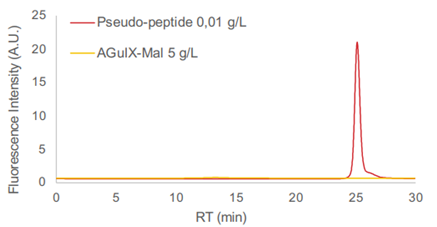 Pseudo-peptide 0,01 g/L
AGuIX-Mal 5 g/L
Fluorescence Intensity (A.U.)
25
20
15
10
5
0
0 5 10 15 20 25 30
RT (min)